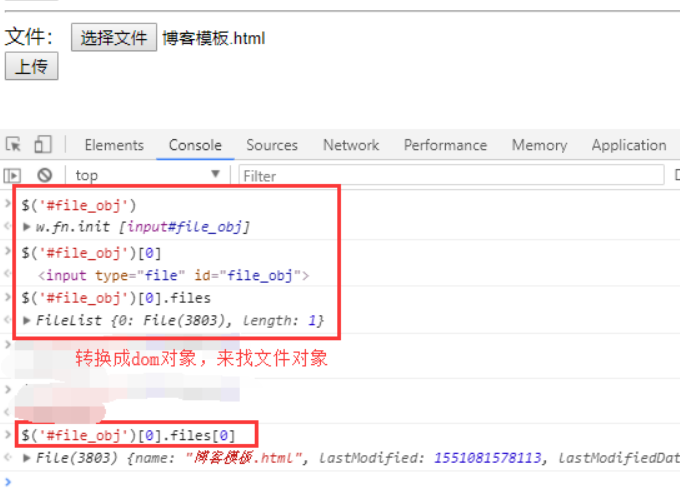 文件： 选择文件 博客模板.html
上传
Elements Console Sources Network Performance Memory Application
top ▼ Filter
> $('#file_obj')
<· ▶ w.fn.init [input#file_obj]
> $('#file_obj')[0]
<· <input type="file" id="file_obj">
> $('#file_obj')[0].files
<· ▶ FileList {0: File(3803), length: 1}
>
转换成dom对象，来找文件对象
>
<·
> $('#file_obj')[0].files[0]
<· ▶ File(3803) {name: "博客模板.html", lastModified: 1551081578113, lastModifiedDat
>